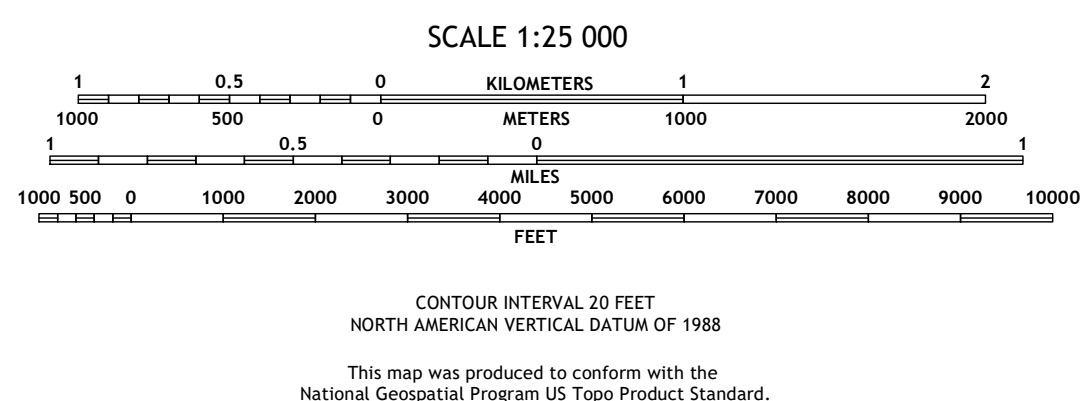 SCALE 1:25 000
1 0.5 0 KILOMETERS 1 2
1000 500 0 METERS 1000 2000
1 0.5 0 1
MILES
1000 500 0 1000 2000 3000 4000 5000 6000 7000 8000 9000 10000
FEET
CONTOUR INTERVAL 20 FEET
NORTH AMERICAN VERTICAL DATUM OF 1988
This map was produced to conform with the
National Geospatial Program US Topo Product Standard.